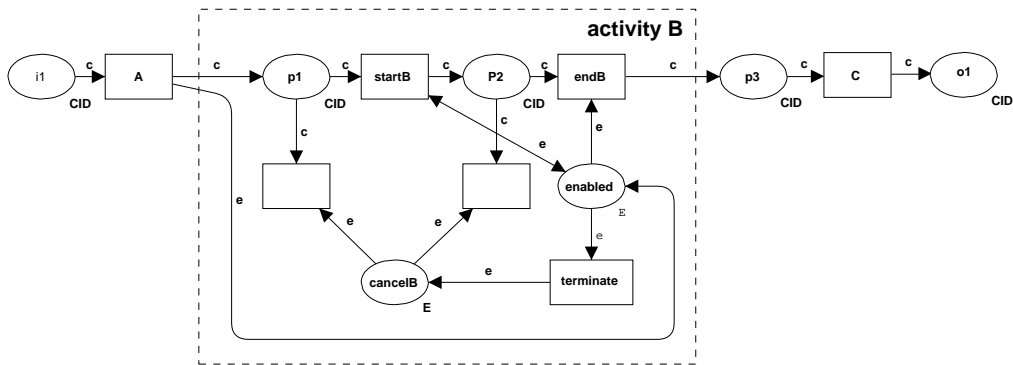 activity B
i1
c
A
c
p1
c
startB
c
P2
c
endB
c
p3
c
C
c
o1
CID
CID
CID
CID
CID
c
c
e
e
enabled
E
e
e
e
e
cancelB
E
e
terminate